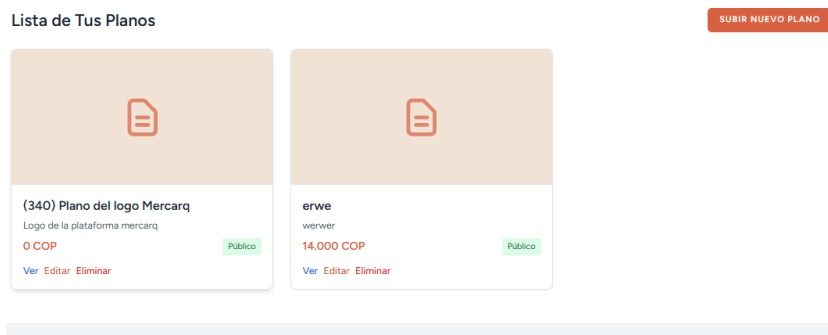 Lista de Tus Planos
SUBIR NUEVO PLANO
(340) Plano del logo Mercarq
Logo de la plataforma mercarq
0 COP
Público
Ver Editar Eliminar
erwe
werwer
14.000 COP
Público
Ver Editar Eliminar